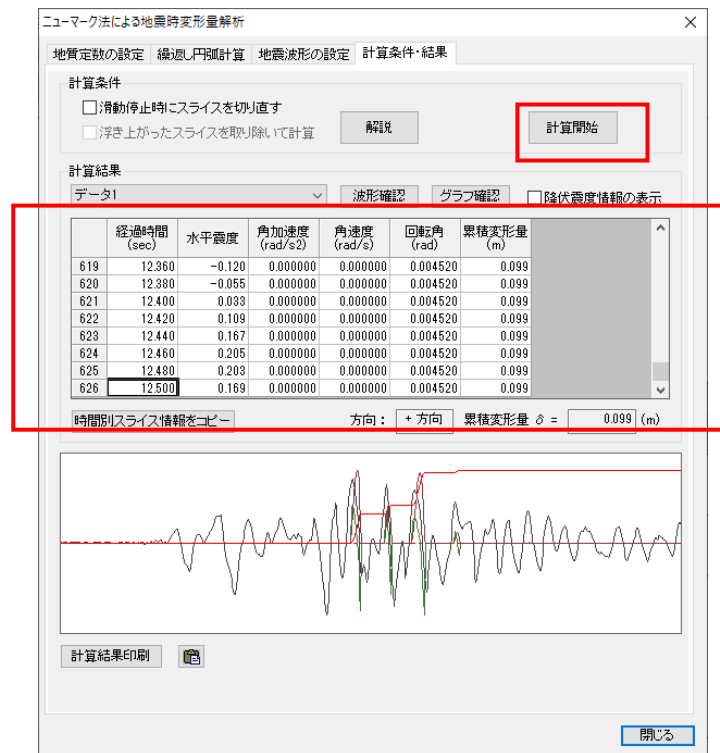 ニューマーク法による地震時変形量解析
地質定数の設定 繰返し円弧計算 地震波形の設定 計算条件・結果
計算条件
滑動停止時にスライスを切り直す
浮き上がったスライスを取り除いて計算
解説
計算開始
計算結果
データ1 波形確認 グラフ確認 降伏震度情報の表示
経過時間 (sec) 水平震度 角加速度 (rad/s2) 角速度 (rad/s) 回転角 (rad) 累積変形量 (m)
619 12.360 -0.120 0.000000 0.000000 0.004520 0.099
620 12.380 -0.055 0.000000 0.000000 0.004520 0.099
621 12.400 0.033 0.000000 0.000000 0.004520 0.099
622 12.420 0.109 0.000000 0.000000 0.004520 0.099
623 12.440 0.167 0.000000 0.000000 0.004520 0.099
624 12.460 0.205 0.000000 0.000000 0.004520 0.099
625 12.480 0.203 0.000000 0.000000 0.004520 0.099
626 12.500 0.169 0.000000 0.000000 0.004520 0.099
時間別スライス情報をコピー 方向： + 方向 累積変形量 δ = 0.099 (m)
計算結果印刷
閉じる